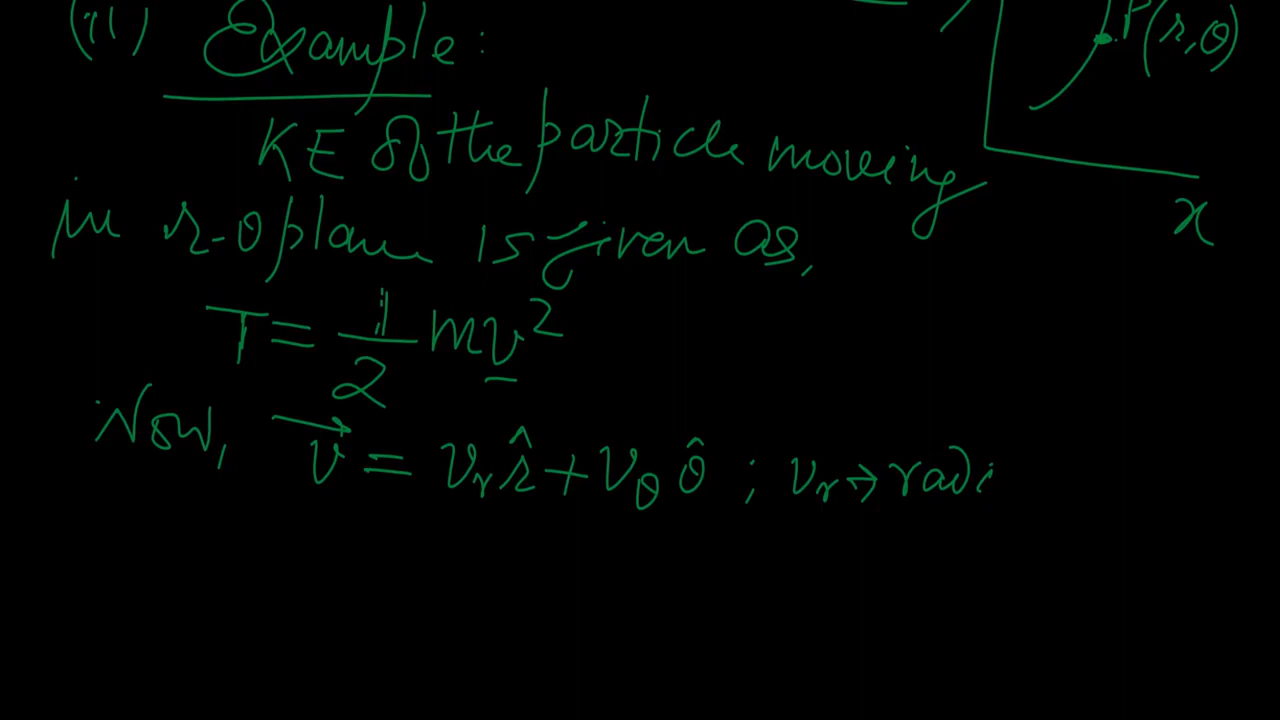 (ii) Example:
P(r,θ)
KE of the particle moving
x
in r-θ plane is given as,
T = 1/2 mv²
Now, v⃗ = vᵣ r̂ + v_θ θ̂ ; vᵣ → radi